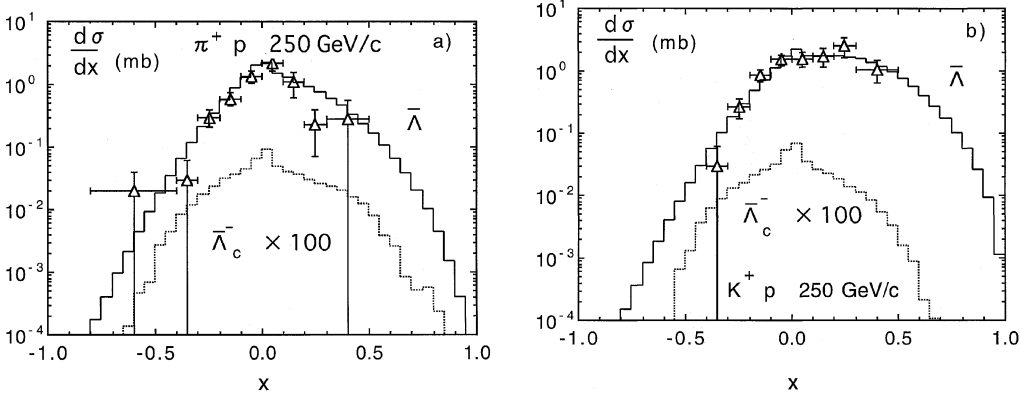 10^1
10^0
10^-1
10^-2
10^-3
10^-4
dσ
dx
(mb)
π^+ p 250 GeV/c
a)
Λ̄
Λ̄_c^- × 100
-1.0 -0.5 0.0 0.5 1.0
x
10^1
10^0
10^-1
10^-2
10^-3
10^-4
dσ
dx
(mb)
b)
Λ̄
Λ̄_c^- × 100
K^+ p 250 GeV/c
-1.0 -0.5 0.0 0.5 1.0
x